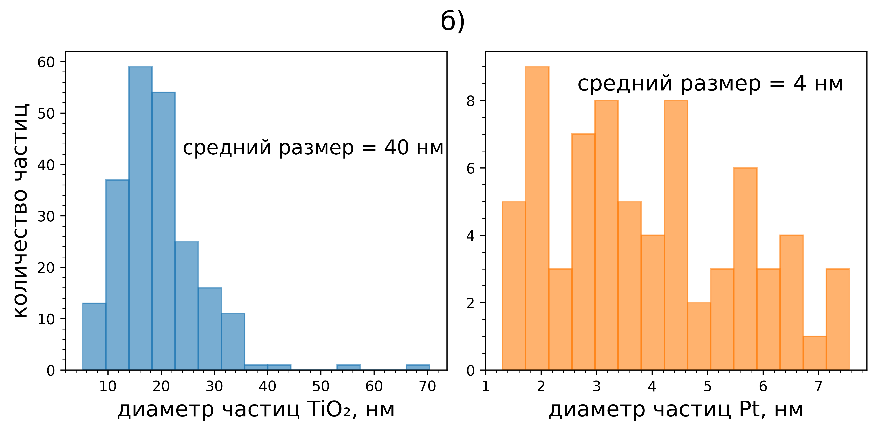 б)
количество частиц
60
50
40
30
20
10
0
средний размер = 40 нм
10 20 30 40 50 60 70
диаметр частиц TiO₂, нм
8
6
4
2
0
средний размер = 4 нм
1 2 3 4 5 6 7
диаметр частиц Pt, нм